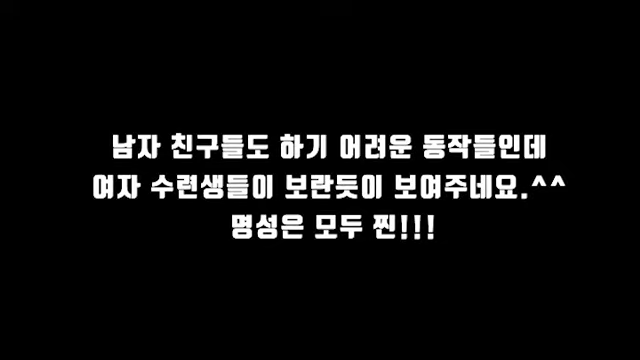 남자 친구들도 하기 어려운 동작들인데
여자 수련생들이 보란듯이 보여주네요.^^
명성은 모두 찐!!!